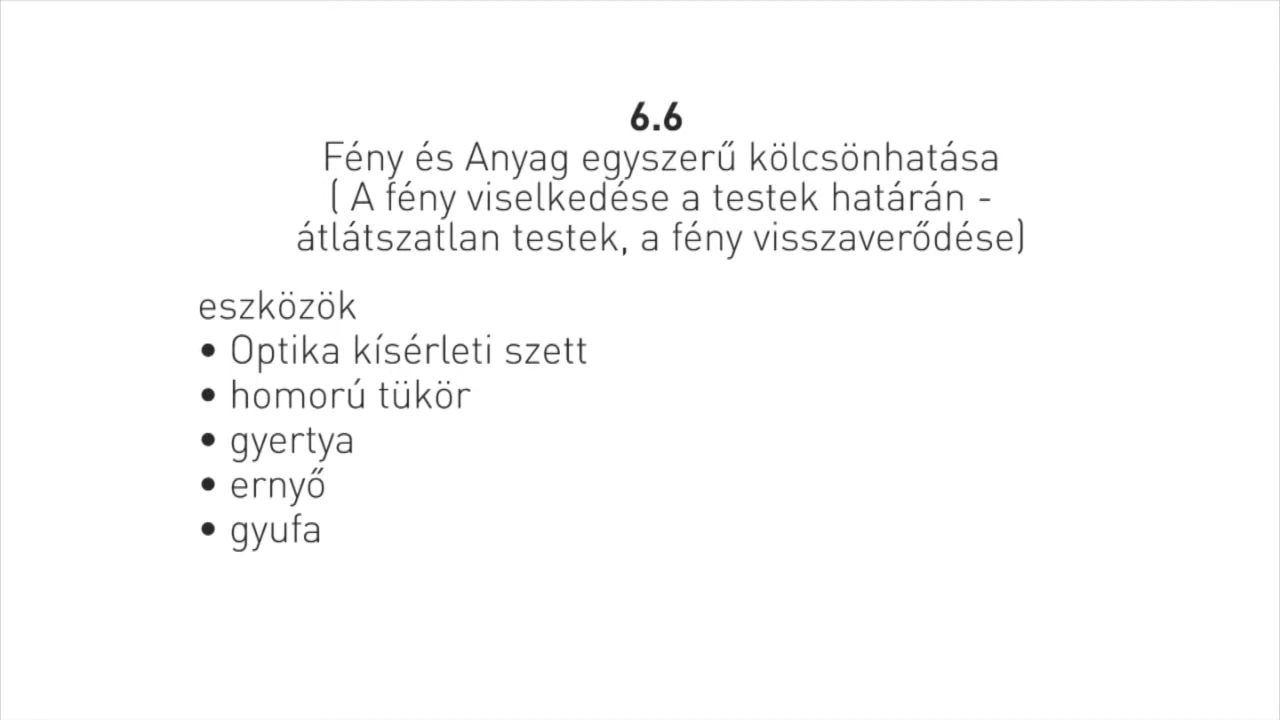 6.6
Fény és Anyag egyszerű kölcsönhatása
( A fény viselkedése a testek határán -
átlátszatlan testek, a fény visszaverődése)
eszközök
• Optika kísérleti szett
• homorú tükör
• gyertya
• ernyő
• gyufa